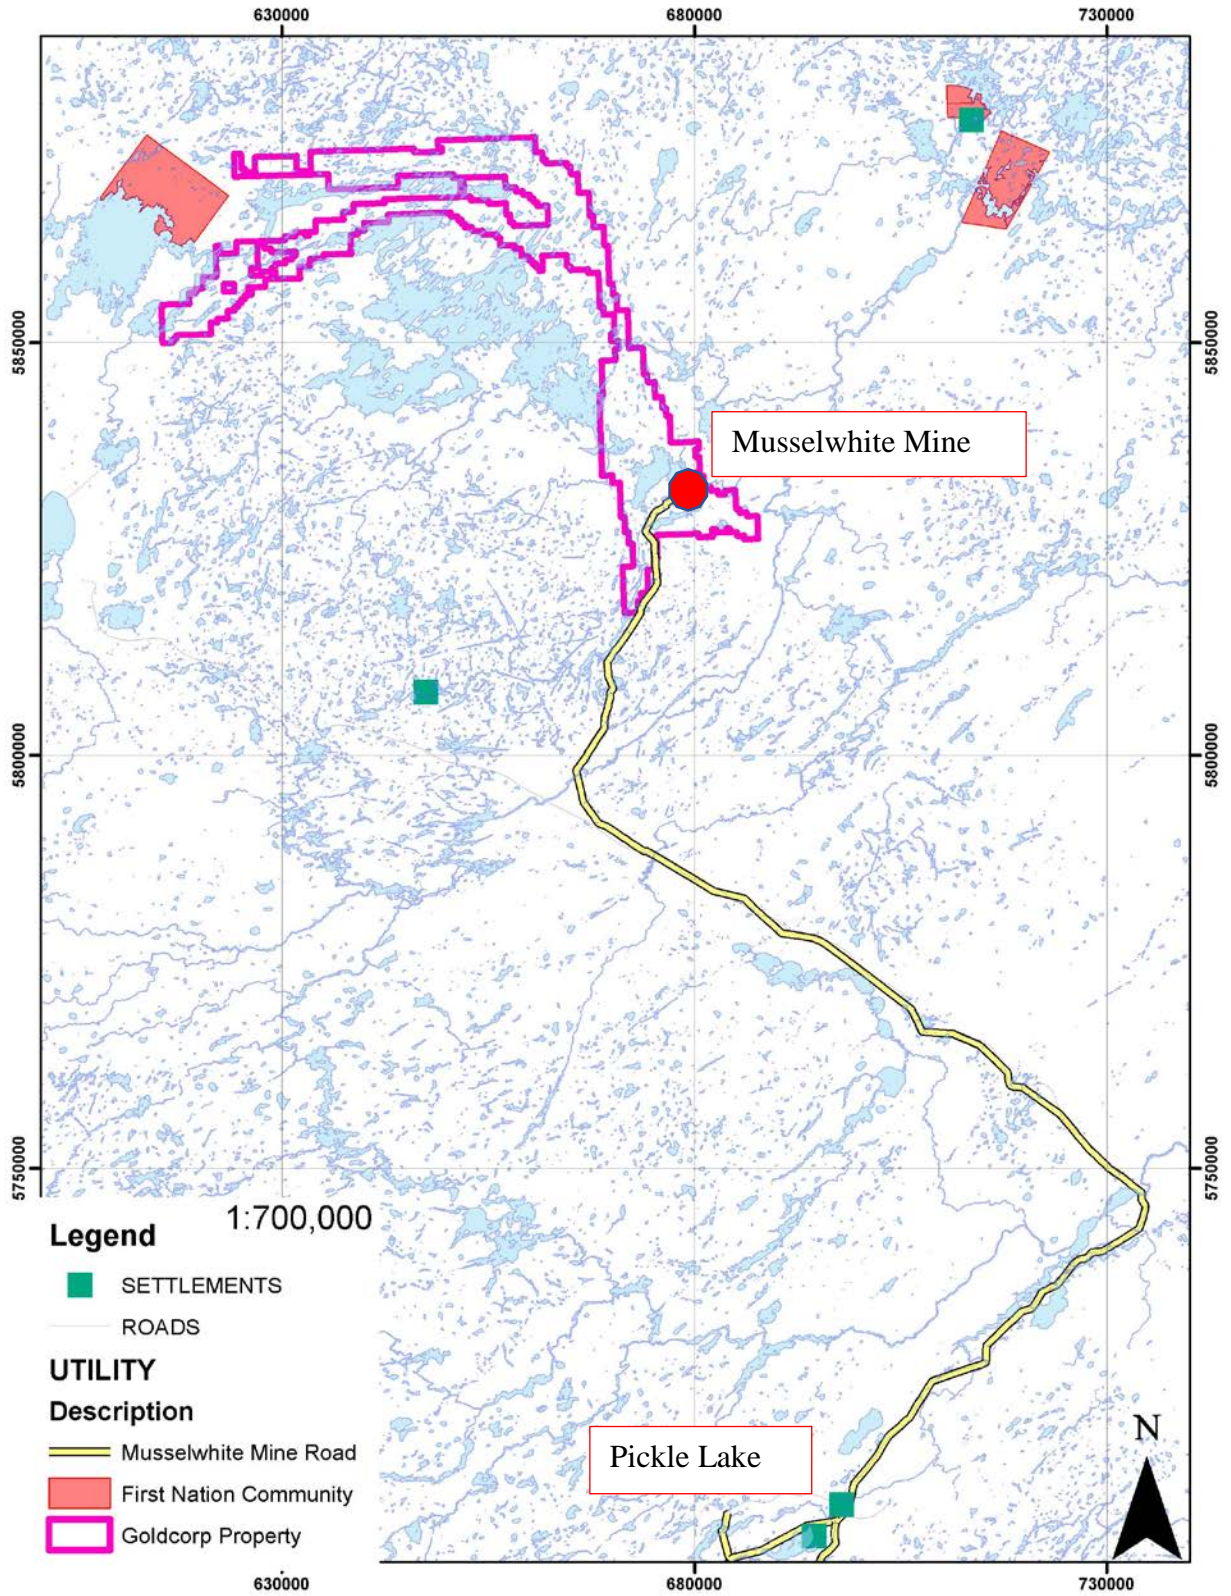 630000 680000 730000
5850000 5850000
Musselwhite Mine
5800000 5800000
5750000 5750000
1:700,000
Legend
SETTLEMENTS
ROADS
UTILITY
Description
Musselwhite Mine Road
First Nation Community
Goldcorp Property
Pickle Lake
N
630000 680000 730000